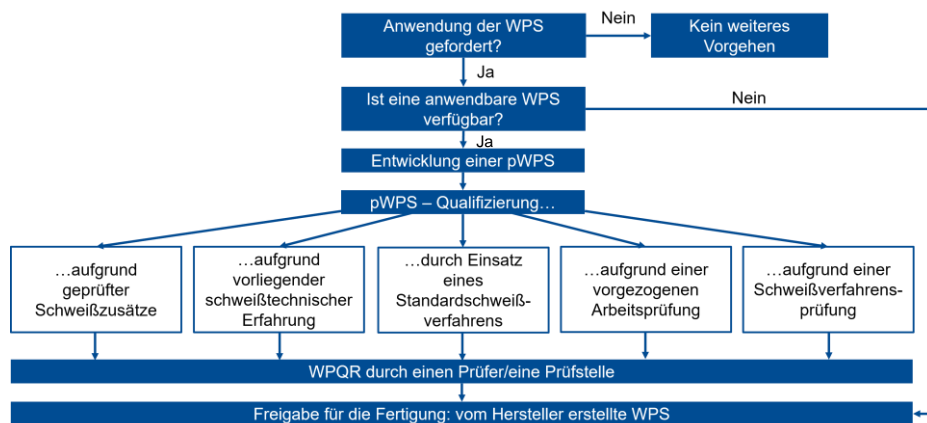 Anwendung der WPS
gefordert?
Nein
Kein weiteres
Vorgehen
Ja
Ist eine anwendbare WPS
verfügbar?
Nein
Ja
Entwicklung einer pWPS
pWPS – Qualifizierung…
…aufgrund
geprüfter
Schweißzusätze
…aufgrund
vorliegender
schweißtechnischer
Erfahrung
…durch Einsatz
eines
Standardschweiß-
verfahrens
…aufgrund einer
vorgezogenen
Arbeitsprüfung
…aufgrund einer
Schweißverfahrens-
prüfung
WPQR durch einen Prüfer/eine Prüfstelle
Freigabe für die Fertigung: vom Hersteller erstellte WPS